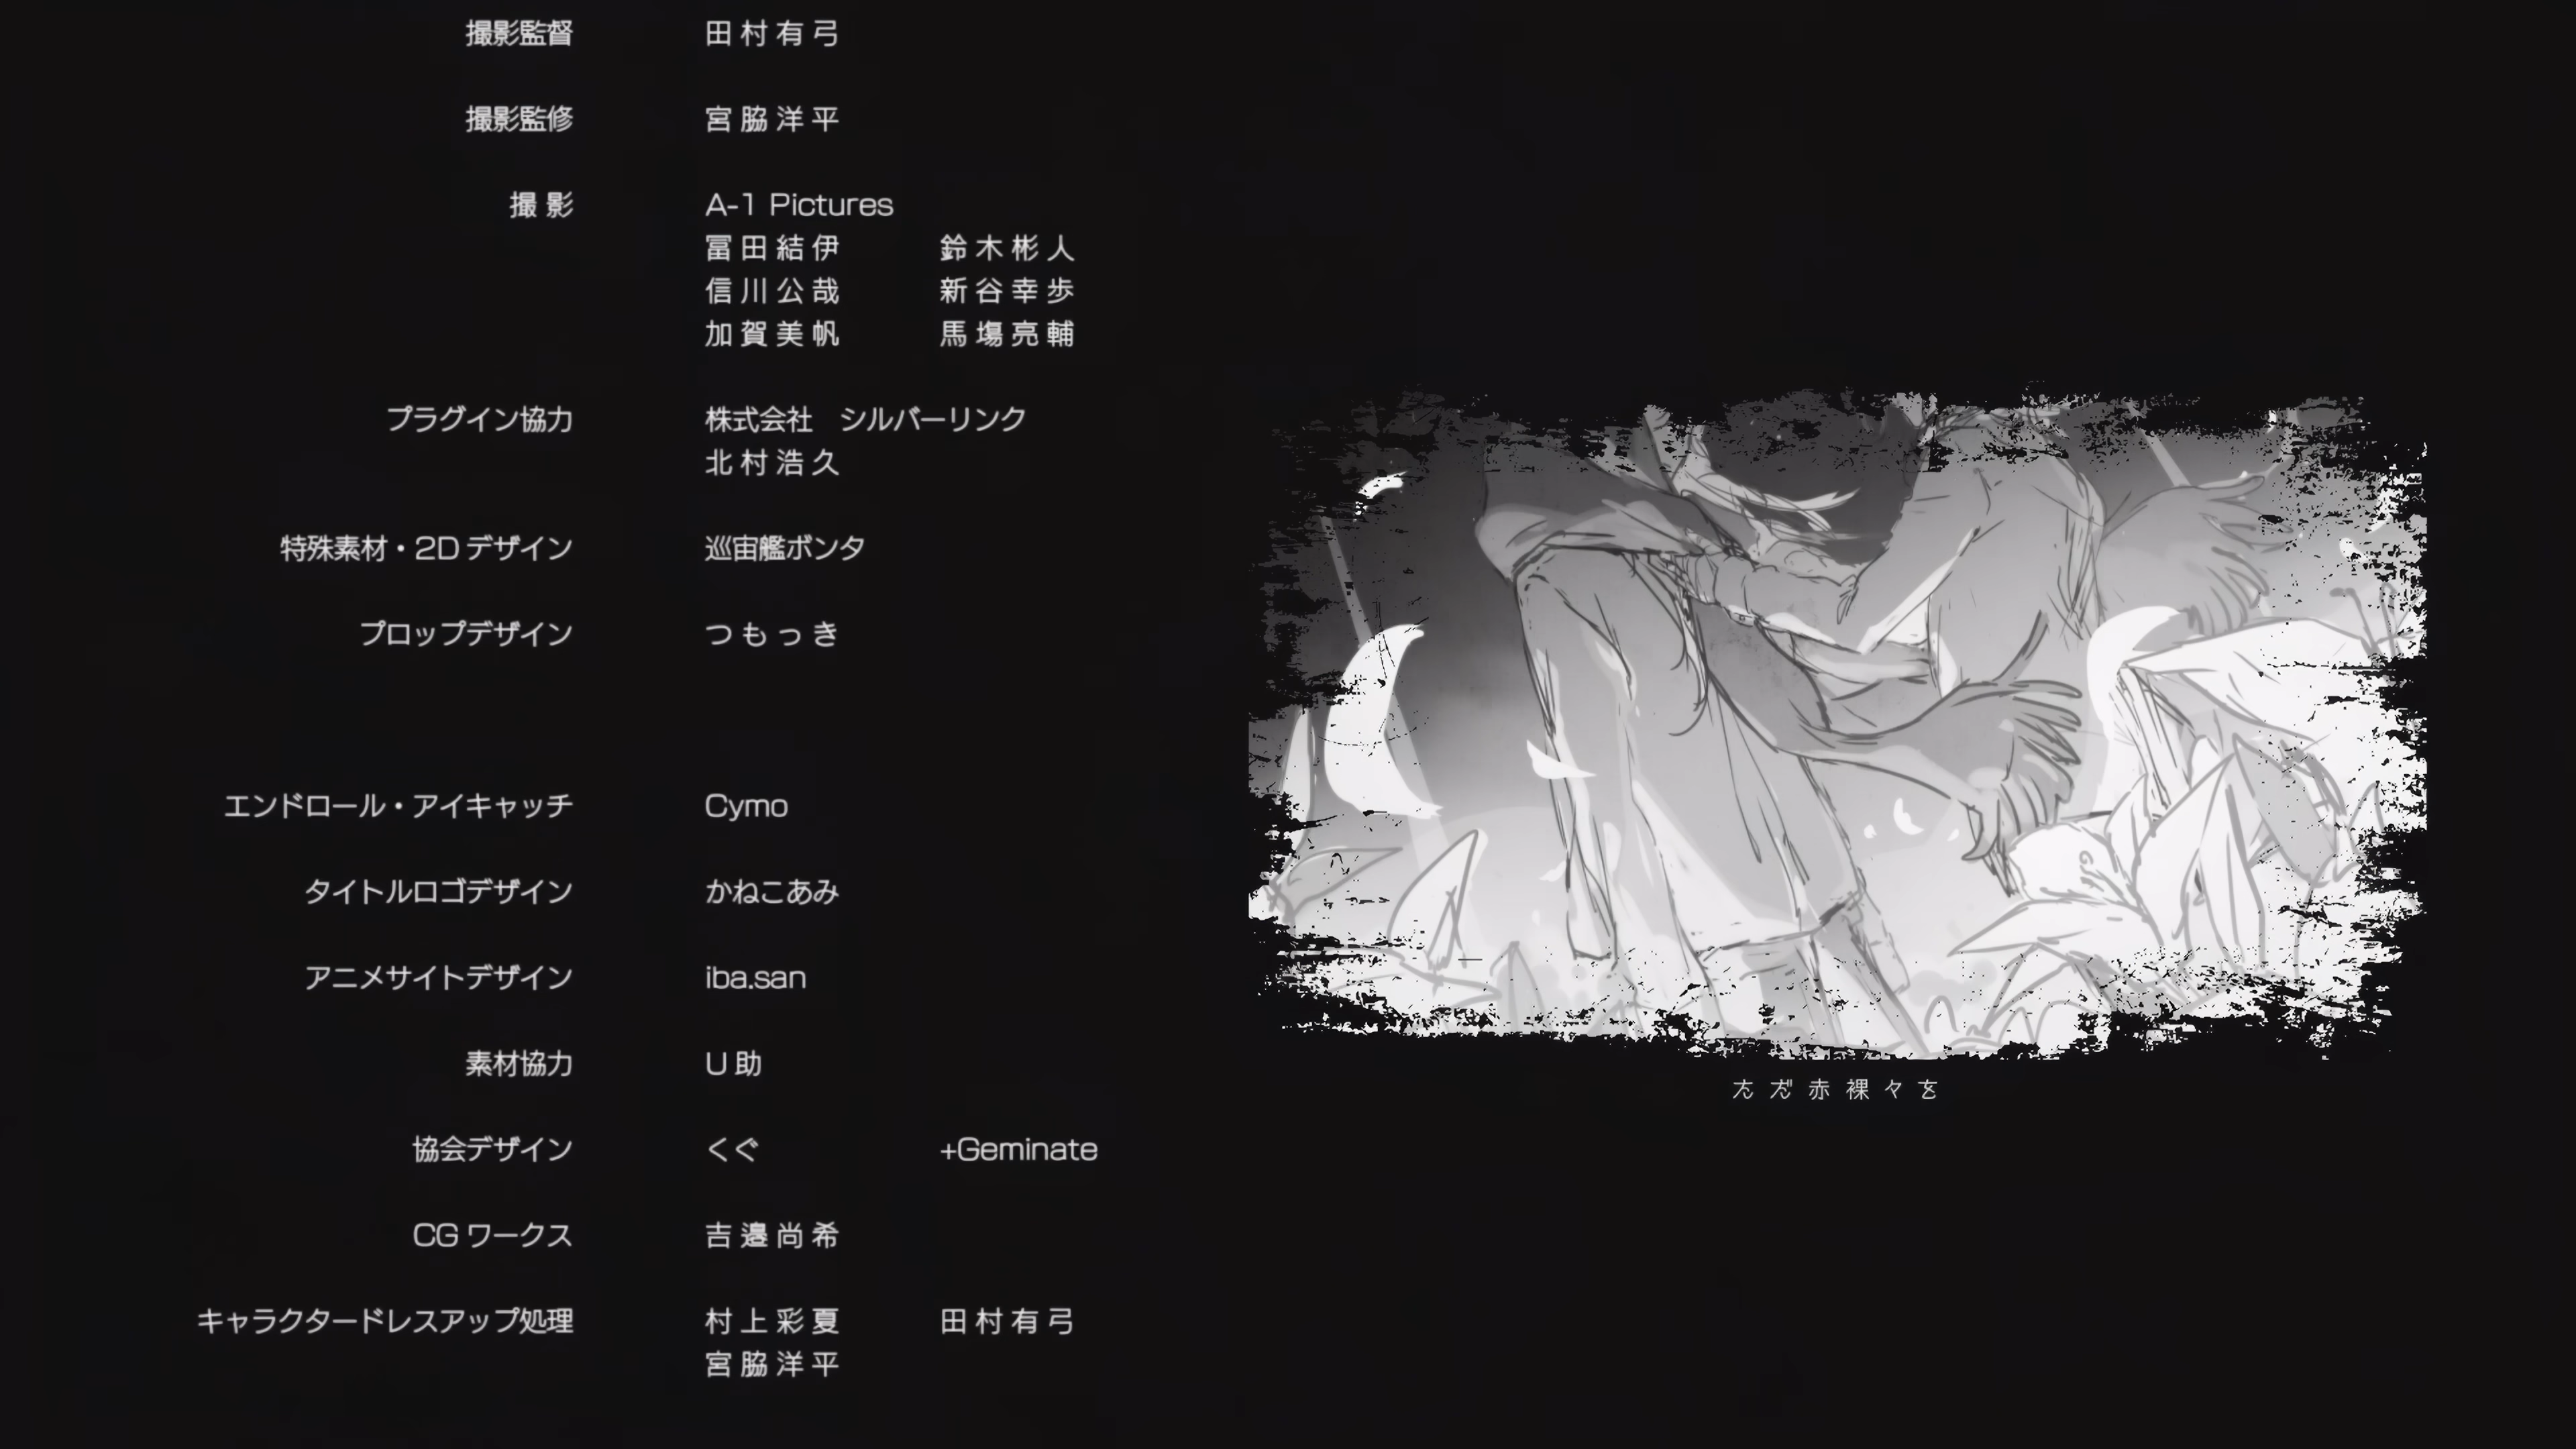 撮影監督 田村有弓
撮影監修 宮脇洋平
撮影 A-1 Pictures
冨田結伊 鈴木彬人
信川公哉 新谷幸歩
加賀美帆 馬塲亮輔
プラグイン協力 株式会社 シルバーリンク
北村浩久
特殊素材・2Dデザイン 巡宙艦ボンタ
プロップデザイン つもっき
エンドロール・アイキャッチ Cymo
タイトルロゴデザイン かねこあみ
アニメサイトデザイン iba.san
素材協力 U助
協会デザイン くぐ +Geminate
CGワークス 吉邉尚希
キャラクタードレスアップ処理 村上彩夏 田村有弓
宮脇洋平
ただ赤裸々を